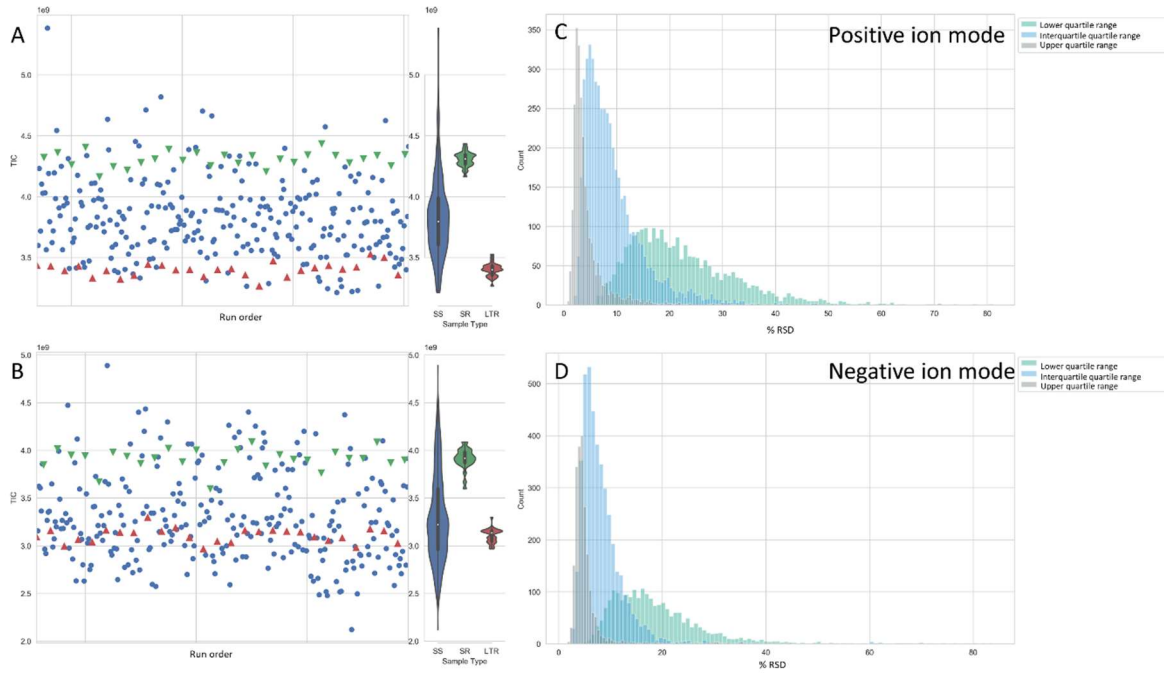 A
1e9
5.0
4.5
4.0
3.5
TIC
Run order
1e9
5.0
4.5
4.0
3.5
SS SR LTR
Sample Type
C
Positive ion mode
350
300
250
200
150
100
50
0
Count
0 10 20 30 40 50 60 70 80
% RSD
Lower quartile range
Interquartile quartile range
Upper quartile range
B
1e9
5.0
4.5
4.0
3.5
3.0
2.5
2.0
TIC
Run order
1e9
5.0
4.5
4.0
3.5
3.0
2.5
2.0
SS SR LTR
Sample Type
D
Negative ion mode
500
400
300
200
100
0
Count
0 20 40 60 80
% RSD
Lower quartile range
Interquartile quartile range
Upper quartile range